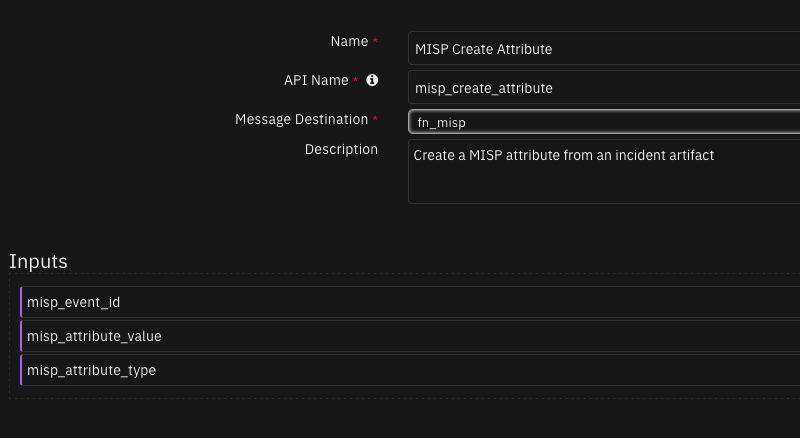 Name * MISP Create Attribute
API Name * misp_create_attribute
Message Destination * fn_misp
Description Create a MISP attribute from an incident artifact
Inputs
misp_event_id
misp_attribute_value
misp_attribute_type